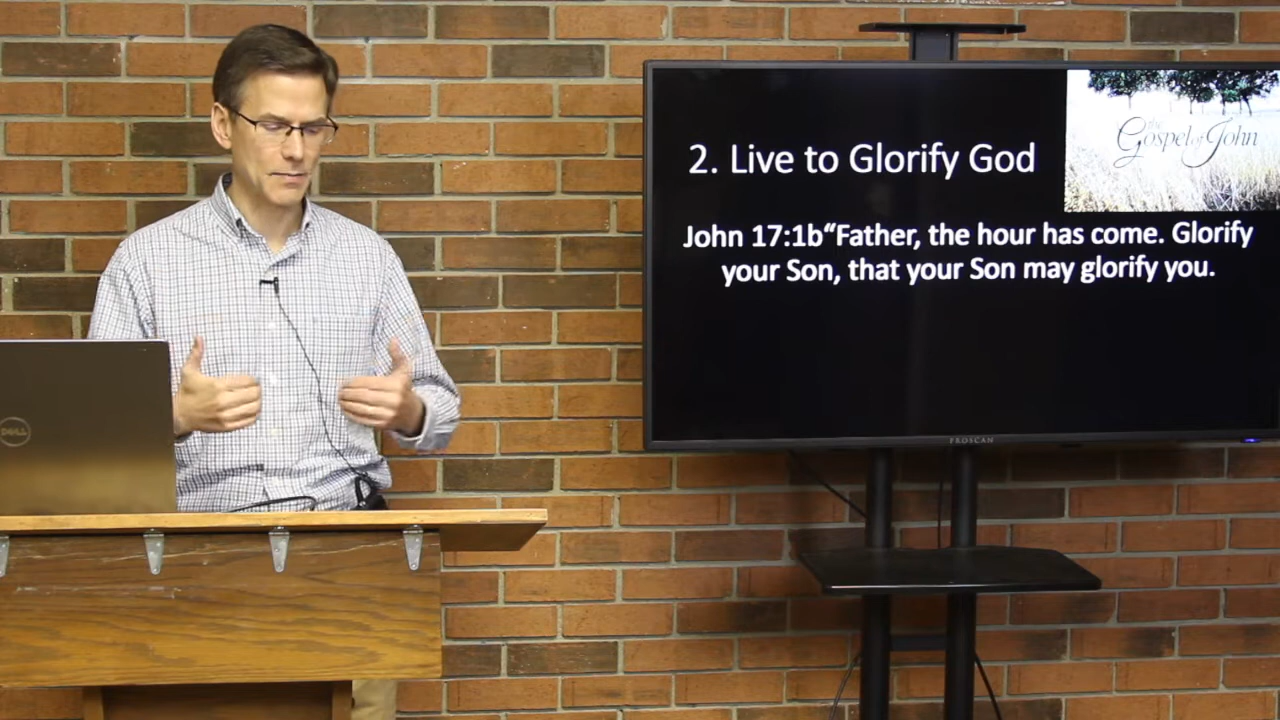 2. Live to Glorify God
the
Gospel of John
John 17:1b“Father, the hour has come. Glorify
your Son, that your Son may glorify you.
PROSCAN
DELL